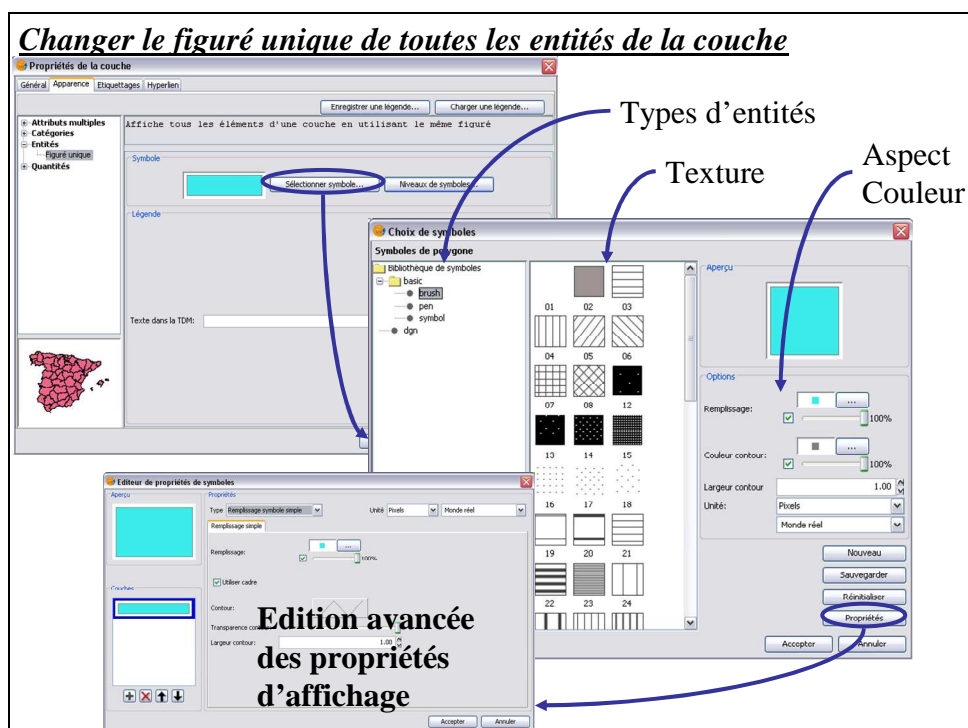 Changer le figuré unique de toutes les entités de la couche
Propriétés de la couche
Général Apparence Etiquettages Hyperlien
Enregistrer une légende... Charger une légende...
Attributs multiples
Catégories
Entités
Figuré unique
Quantités
Affiche tous les éléments d'une couche en utilisant le même figuré
Symbole
Sélectionner symbole... Niveaux de symboles...
Légende
Texte dans la TDM:
Types d'entités
Texture
Aspect
Couleur
Choix de symboles
Symboles de polygone
Bibliothèque de symboles
basic
brush
pen
symbol
dgn
01 02 03
04 05 06
07 08 12
13 14 15
16 17 18
19 20 21
22 23 24
Aperçu
Options
Remplissage: ...
100%
Couleur contour: ...
100%
Largeur contour 1.00
Unité: Pixels
Monde réel
Nouveau
Sauvegarder
Réinitialiser
Propriétés
Accepter Annuler
Editeur de propriétés de symboles
Aperçu
Couches
Propriétés
Type Remplissage symbole simple Unité Pixels Monde réel
Remplissage simple
Remplissage: ...
100%
Utiliser cadre
Contour:
Transparence
Largeur contour: 1.00
Edition avancée
des propriétés
d'affichage
Accepter Annuler